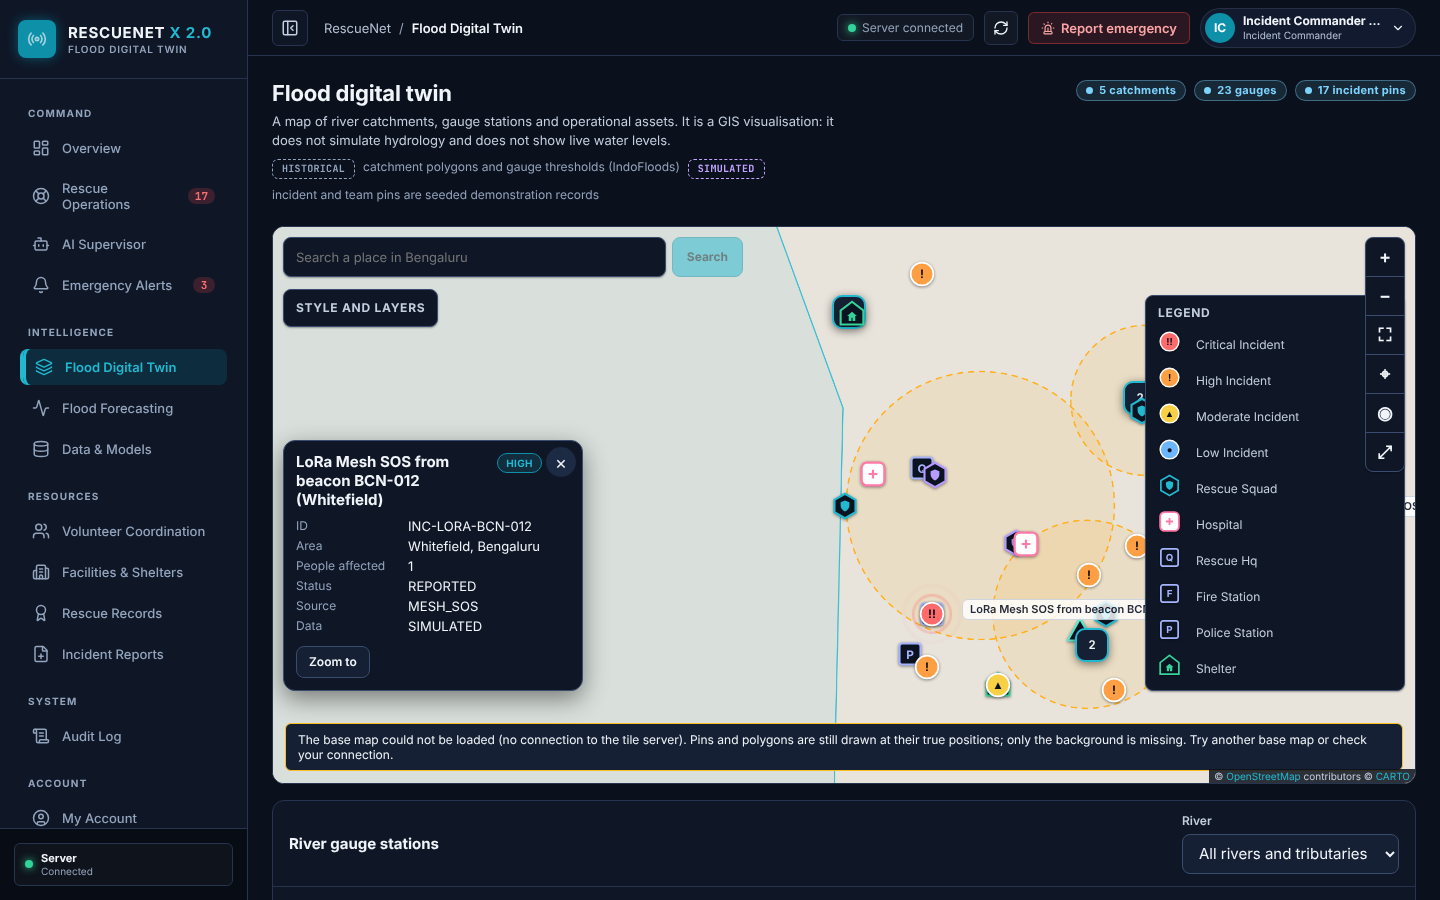 RESCUENET X 2.0
FLOOD DIGITAL TWIN
COMMAND
Overview
Rescue
Operations
17
AI Supervisor
Emergency Alerts
3
INTELLIGENCE
Flood Digital Twin
Flood Forecasting
Data & Models
RESOURCES
Volunteer Coordination
Facilities & Shelters
Rescue Records
Incident Reports
SYSTEM
Audit Log
ACCOUNT
My Account
Server
Connected
RescueNet / Flood Digital Twin
Server connected
Report emergency
IC
Incident Commander ...
Incident Commander
Flood digital twin
5 catchments
23 gauges
17 incident pins
A map of river catchments, gauge stations and operational assets. It is a GIS visualisation: it
does not simulate hydrology and does not show live water levels.
HISTORICAL catchment polygons and gauge thresholds (IndoFloods) SIMULATED
incident and team pins are seeded demonstration records
Search a place in Bengaluru
Search
STYLE AND LAYERS
LoRa Mesh SOS from
beacon BCN-012
(Whitefield)
HIGH
×
ID INC-LORA-BCN-012
Area Whitefield, Bengaluru
People affected 1
Status REPORTED
Source MESH_SOS
Data SIMULATED
Zoom to
!
2
!
!
!!
LoRa Mesh SOS from beacon BCN
2
P
!
!
LEGEND
!! Critical Incident
! High Incident
Moderate Incident
Low Incident
Rescue Squad
Hospital
Q Rescue Hq
F Fire Station
P Police Station
Shelter
+
−
The base map could not be loaded (no connection to the tile server). Pins and polygons are still drawn at their true positions; only the background is missing. Try another base map or check
your connection.
© OpenStreetMap contributors © CARTO
River gauge stations
River
All rivers and tributaries